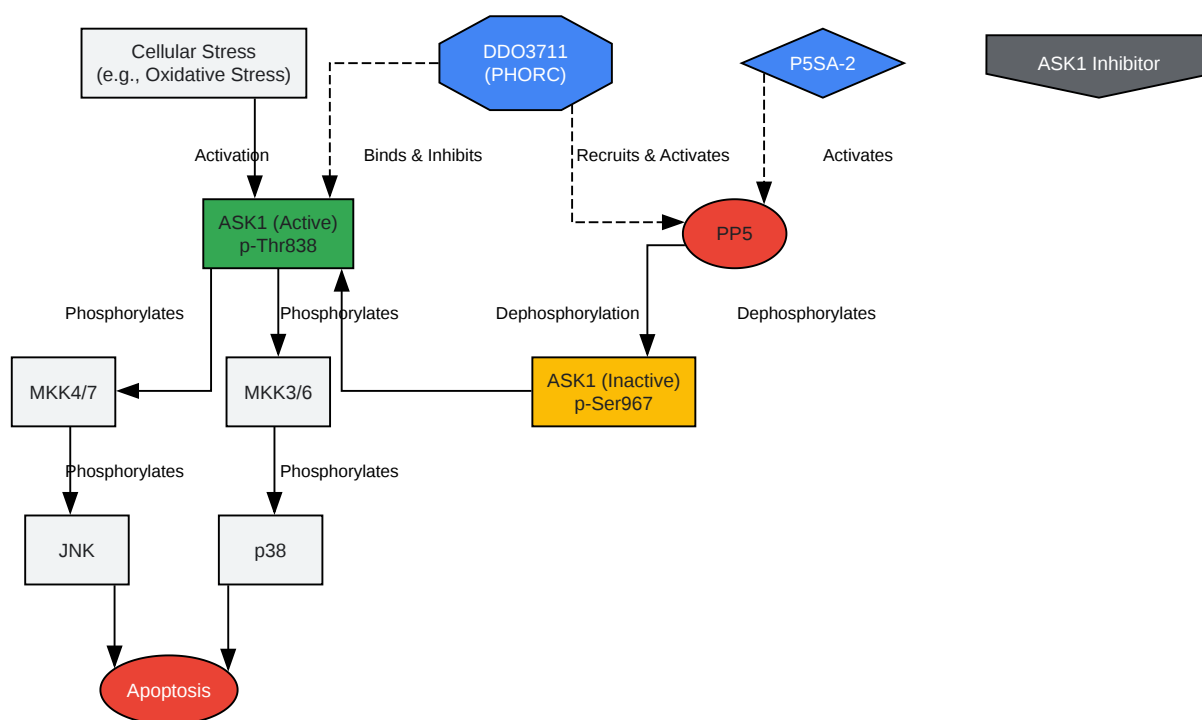 Cellular Stress
(e.g., Oxidative Stress)
DDO3711
(PHORC)
P5SA-2
ASK1 Inhibitor
Activation
Binds & Inhibits
Recruits & Activates
Activates
ASK1 (Active)
p-Thr838
PP5
Phosphorylates
Phosphorylates
Dephosphorylation
Dephosphorylates
MKK4/7
MKK3/6
ASK1 (Inactive)
p-Ser967
Phosphorylates
Phosphorylates
JNK
p38
Apoptosis